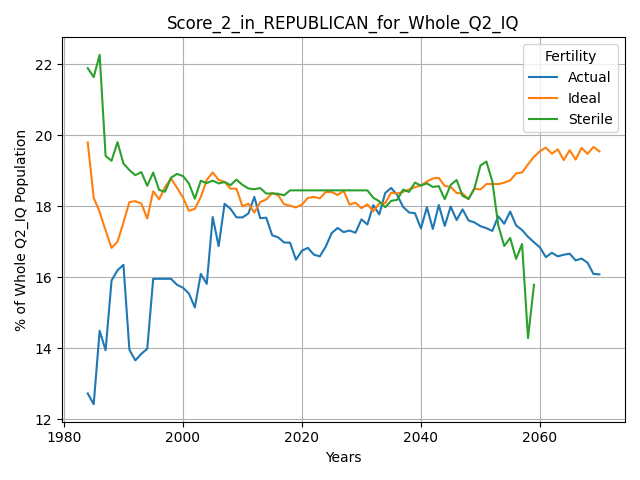 Score_2_in_REPUBLICAN_for_Whole_Q2_IQ
% of Whole Q2_IQ Population
22
20
18
16
14
12
1980
2000
2020
2040
2060
Years
Fertility
Actual
Ideal
Sterile